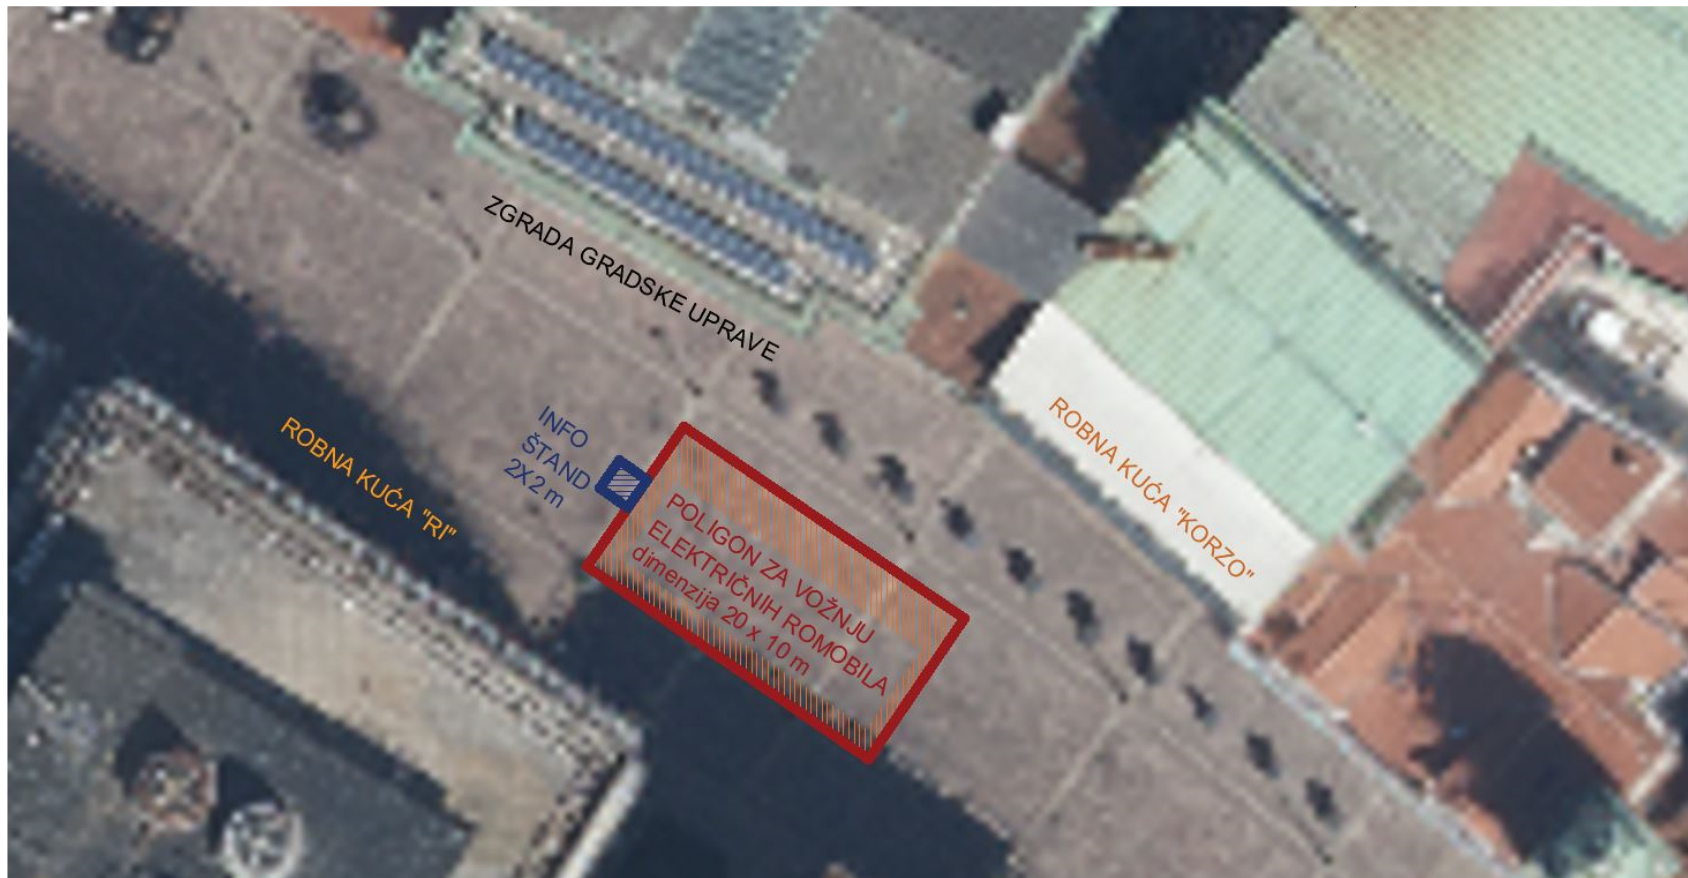 ZGRADA GRADSKE UPRAVE
ROBNA KUĆA "RI"
INFO
ŠTAND
2X2 m
POLIGON ZA VOŽNJU
ELEKTRIČNIH ROMOBILA
dimenzija 20 x 10 m
ROBNA KUĆA "KORZO"